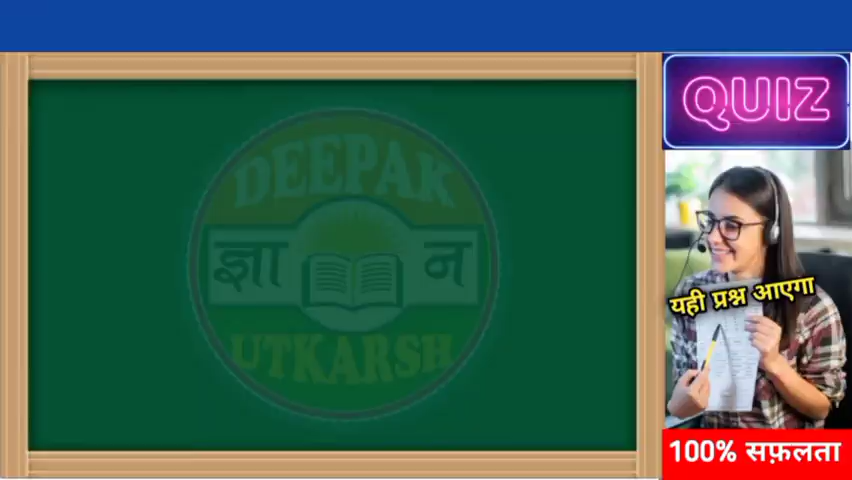 DEEPAK
ज्ञा न
UTKARSH
QUIZ
यही प्रश्न आएगा
100% सफ़लता